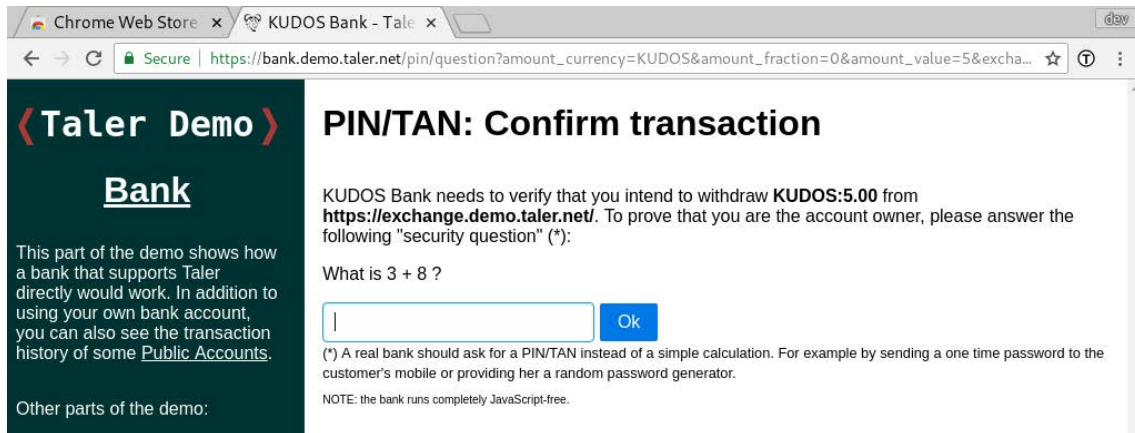 Chrome Web Store
KUDOS Bank - Tale
dev
Secure | https://bank.demo.taler.net/pin/question?amount_currency=KUDOS&amount_fraction=0&amount_value=5&excha...
❬Taler Demo❭
Bank
This part of the demo shows how
a bank that supports Taler
directly would work. In addition to
using your own bank account,
you can also see the transaction
history of some Public Accounts.
Other parts of the demo:
PIN/TAN: Confirm transaction
KUDOS Bank needs to verify that you intend to withdraw KUDOS:5.00 from
https://exchange.demo.taler.net/. To prove that you are the account owner, please answer the
following "security question" (*):
What is 3 + 8 ?
Ok
(*) A real bank should ask for a PIN/TAN instead of a simple calculation. For example by sending a one time password to the
customer's mobile or providing her a random password generator.
NOTE: the bank runs completely JavaScript-free.